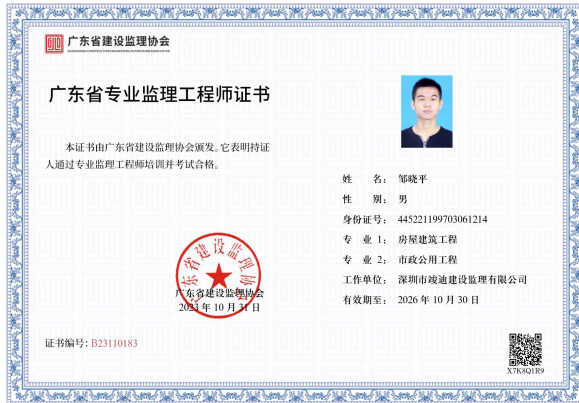 广东省建设监理协会
GUANGDONG CONSTRUCTION ENGINEERING SUPERVISION ASSOCIATION
广东省专业监理工程师证书
本证书由广东省建设监理协会颁发。它表明持证
人通过专业监理工程师培训并考试合格。
姓 名： 邹晓平
性 别： 男
身份证号： 445221199703061214
专 业 1： 房屋建筑工程
专 业 2： 市政公用工程
工作单位： 深圳市竣迪建设监理有限公司
有效期至： 2026 年 10 月 30 日
广东省建设监理协会
广东省建设监理协会
2023 年 10 月 31 日
证书编号: B23110183
X7K8Q1R9